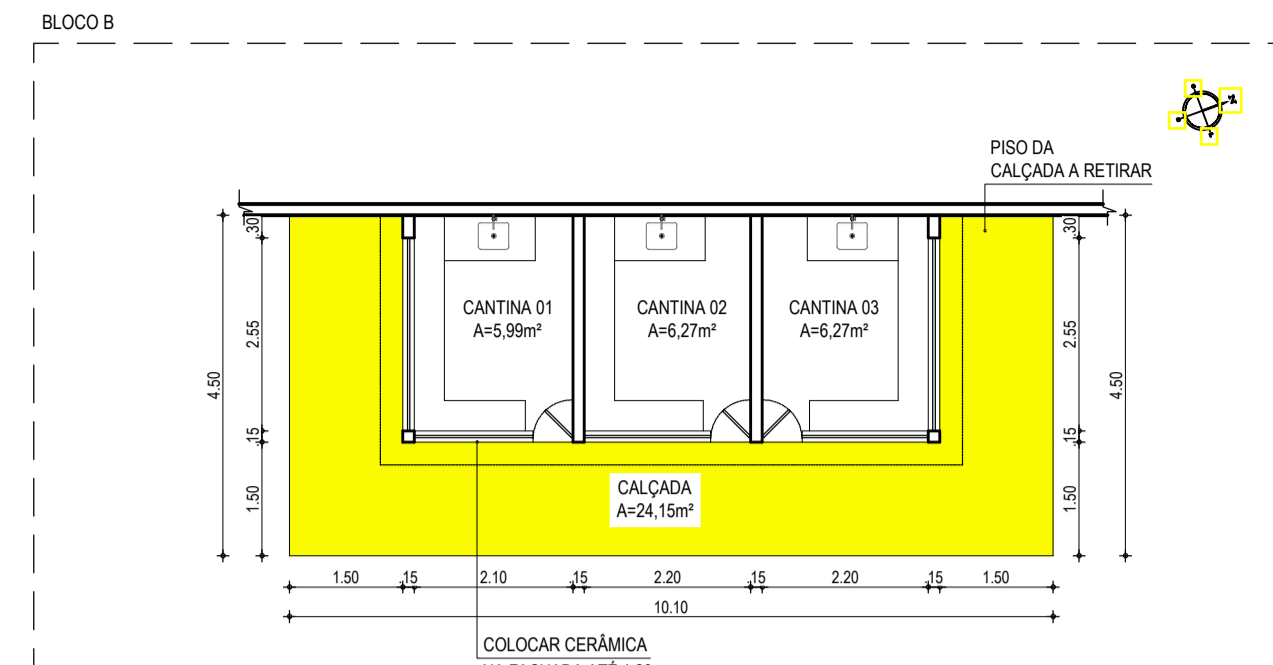 BLOCO B
PISO DA
CALÇADA A RETIRAR
.30
.30
CANTINA 01
A=5,99m²
CANTINA 02
A=6,27m²
CANTINA 03
A=6,27m²
2.55
2.55
4.50
4.50
.15
.15
1.50
1.50
CALÇADA
A=24,15m²
1.50
.15
2.10
.15
2.20
.15
2.20
.15
1.50
10.10
COLOCAR CERÂMICA